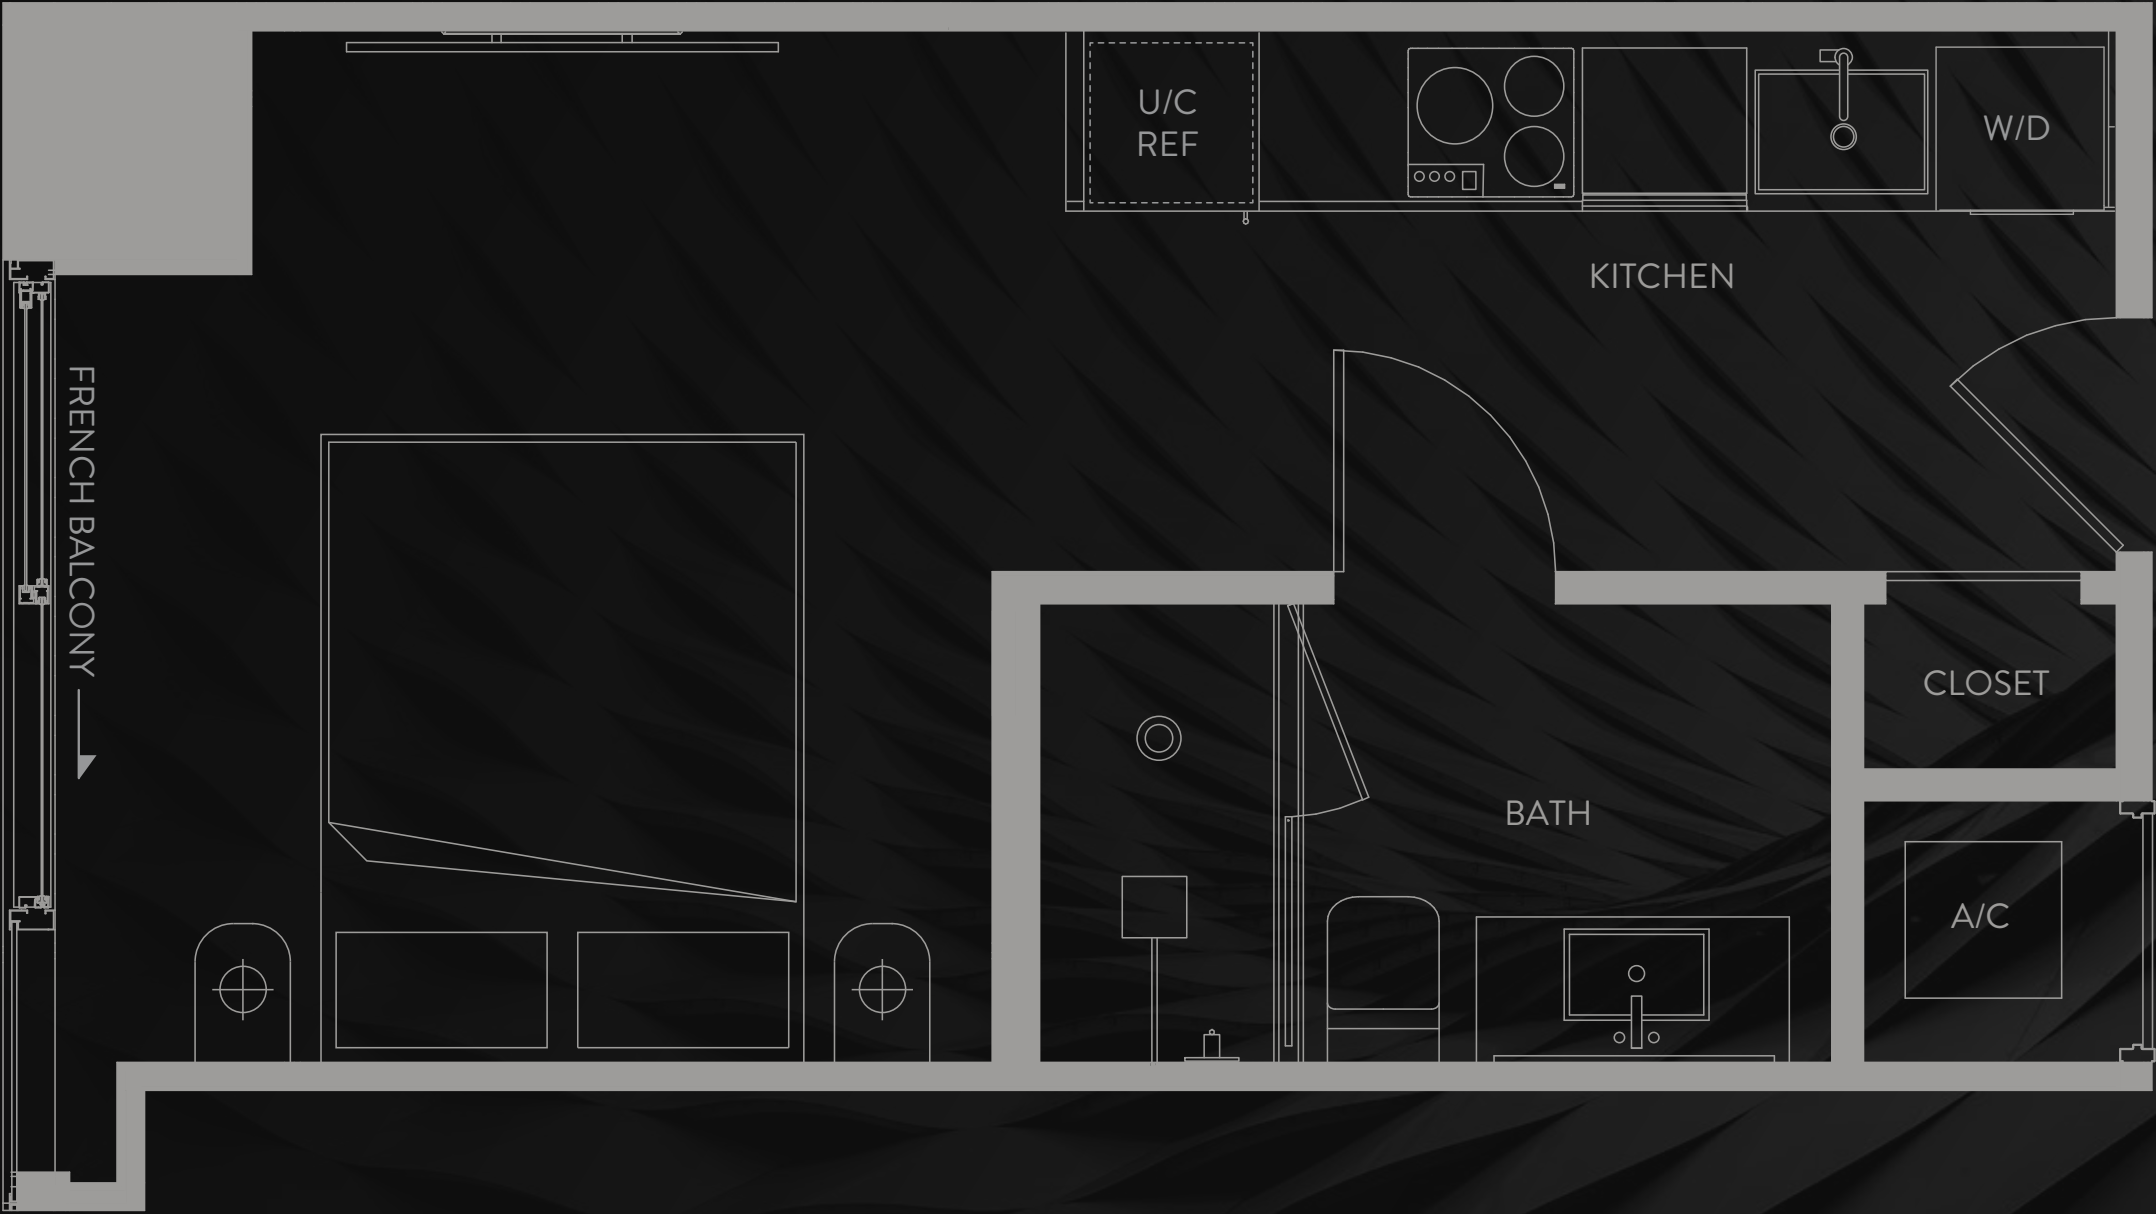 U/C
REF
W/D
KITCHEN
FRENCH BALCONY
CLOSET
BATH
A/C